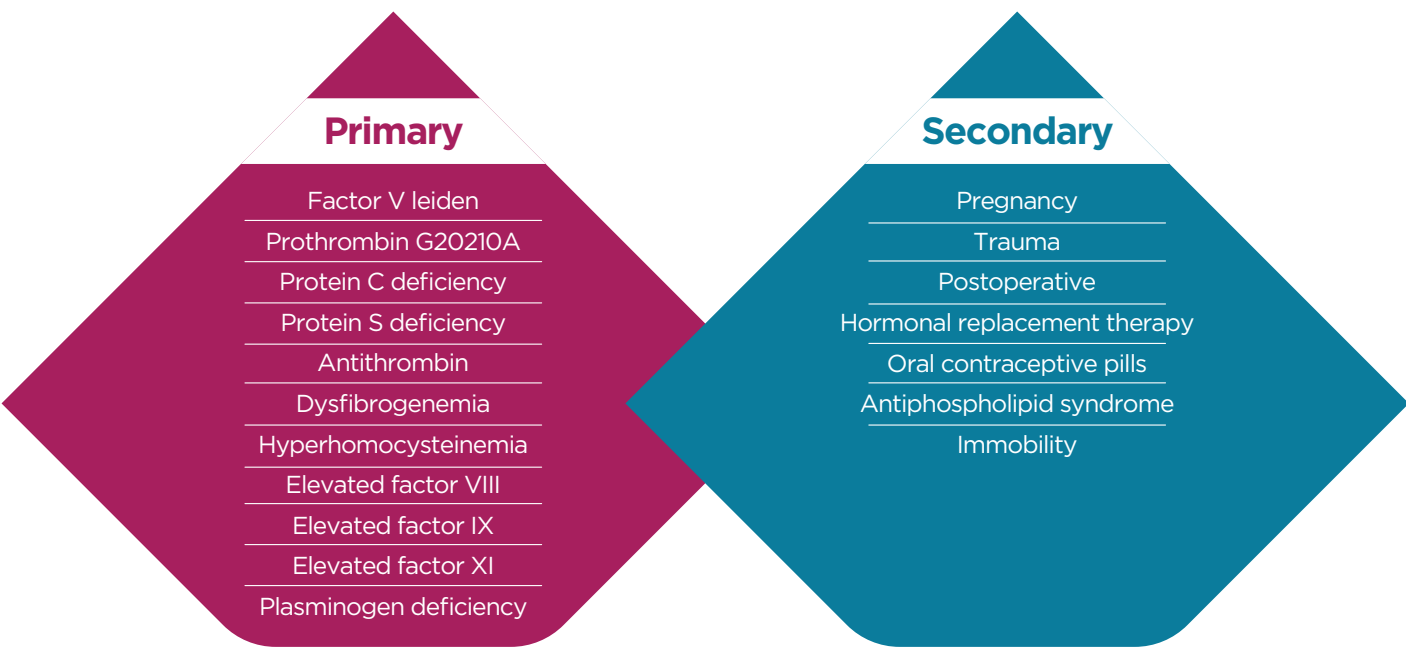 Primary
Factor V leiden
Prothrombin G20210A
Protein C deficiency
Protein S deficiency
Antithrombin
Dysfibrogenemia
Hyperhomocysteinemia
Elevated factor VIII
Elevated factor IX
Elevated factor XI
Plasminogen deficiency
Secondary
Pregnancy
Trauma
Postoperative
Hormonal replacement therapy
Oral contraceptive pills
Antiphospholipid syndrome
Immobility